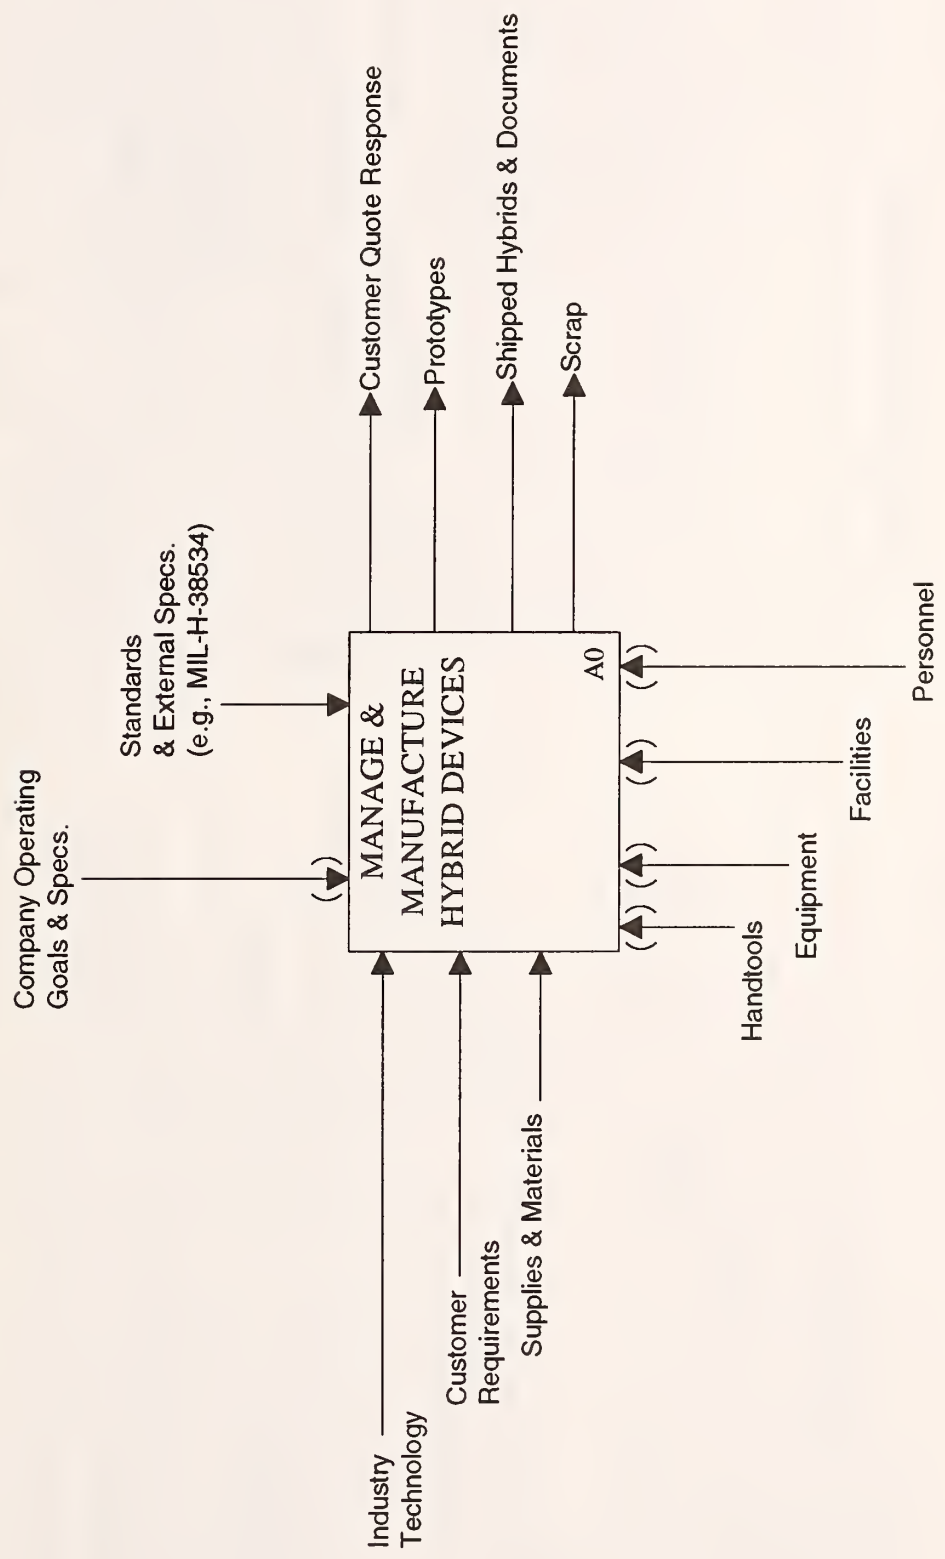 Company Operating
Goals & Specs.
Standards
& External Specs.
(e.g., MIL-H-38534)
Industry
Technology
Customer
Requirements
Supplies & Materials
MANAGE &
MANUFACTURE
HYBRID DEVICES
A0
Customer Quote Response
Prototypes
Shipped Hybrids & Documents
Scrap
Handtools
Equipment
Facilities
Personnel